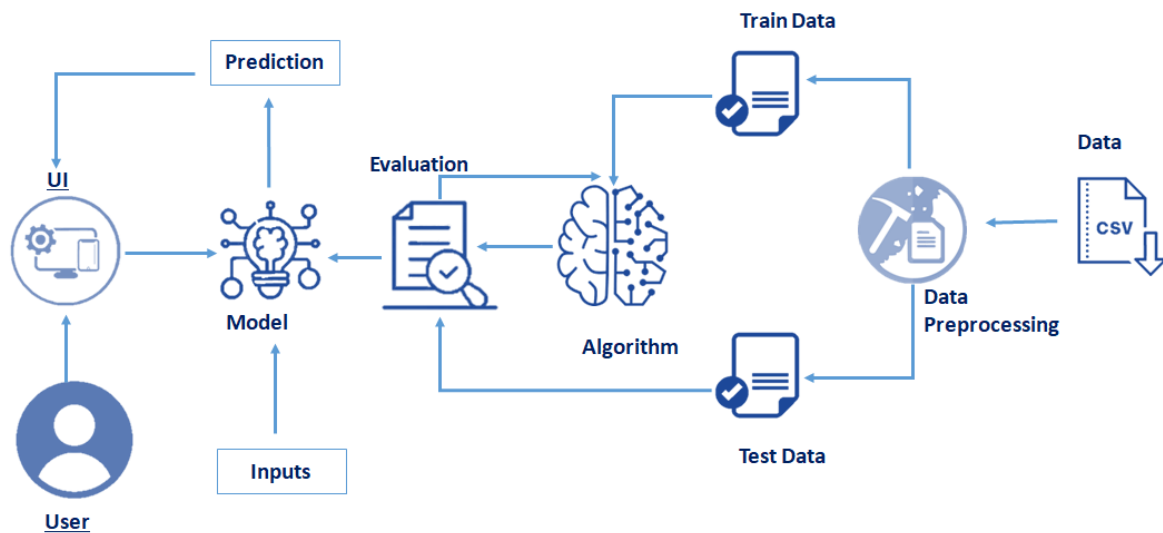 Train Data
Prediction
Evaluation
Data
UI
CSV
Model
Data
Preprocessing
Algorithm
Inputs
Test Data
User